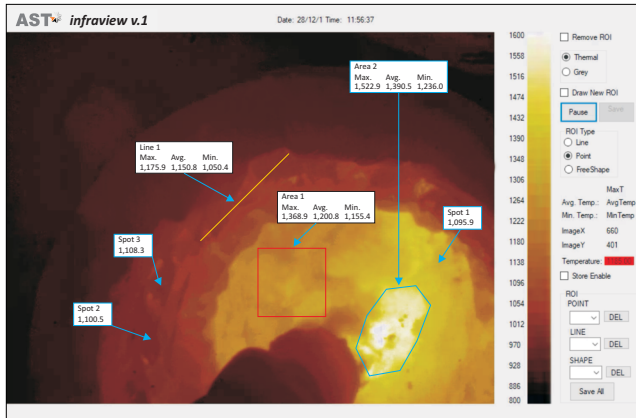 AST infraview v.1
Date: 28/12/1 Time: 11:56:37
Area 2
Max. Avg. Min.
1,522.9 1,390.5 1,236.0
Line 1
Max. Avg. Min.
1,175.9 1,150.8 1,050.4
Area 1
Max. Avg. Min.
1,368.9 1,200.8 1,155.4
Spot 1
1,095.9
Spot 3
1,108.3
Spot 2
1,100.5
1600
1558
1516
1474
1432
1390
1348
1306
1264
1222
1180
1138
1096
1054
1012
970
928
886
800
Remove ROI
Thermal
Grey
Draw New ROI
Pause
Save
ROI Type
Line
Point
FreeShape
MaxT
Avg. Temp.: AvgTemp
Min. Temp.: MinTemp
ImageX 660
ImageY 401
Temperature:
Store Enable
ROI
POINT
DEL
LINE
DEL
SHAPE
DEL
Save All